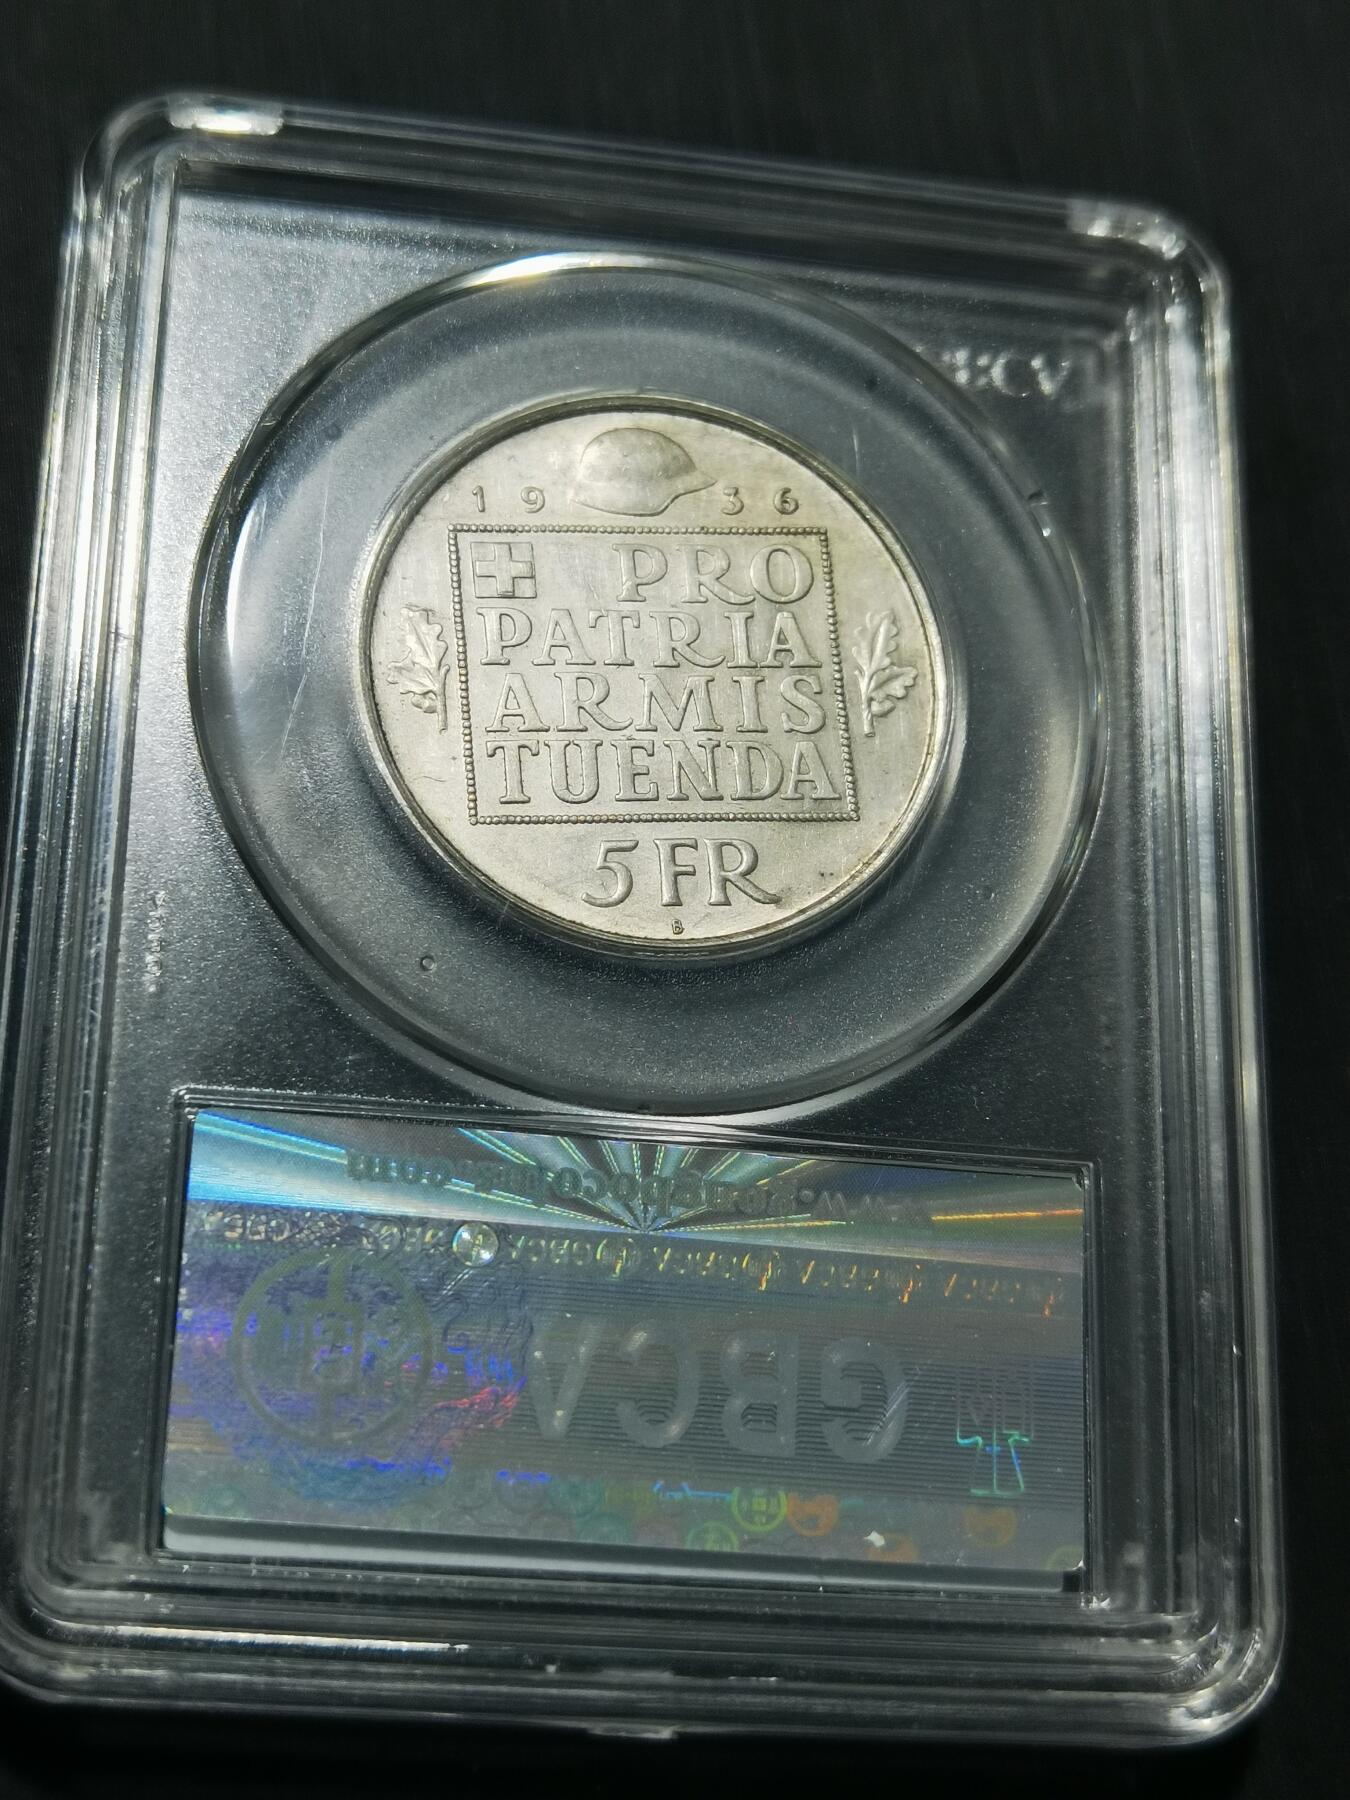 1936
PRO
PATRIA
ARMIS
TUENDA
5 FR
B
GBCA